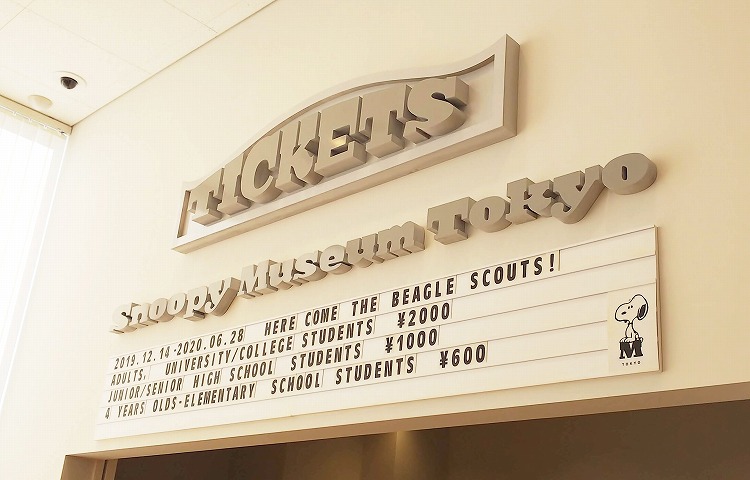 TICKETS
Snoopy Museum Tokyo
2019.12.14-2020.06.28 HERE COME THE BEAGLE SCOUTS!
ADULTS, UNIVERSITY/COLLEGE STUDENTS ¥2000
JUNIOR/SENIOR HIGH SCHOOL STUDENTS ¥1000
4 YEARS OLDS-ELEMENTARY SCHOOL STUDENTS ¥600
M
TOKYO